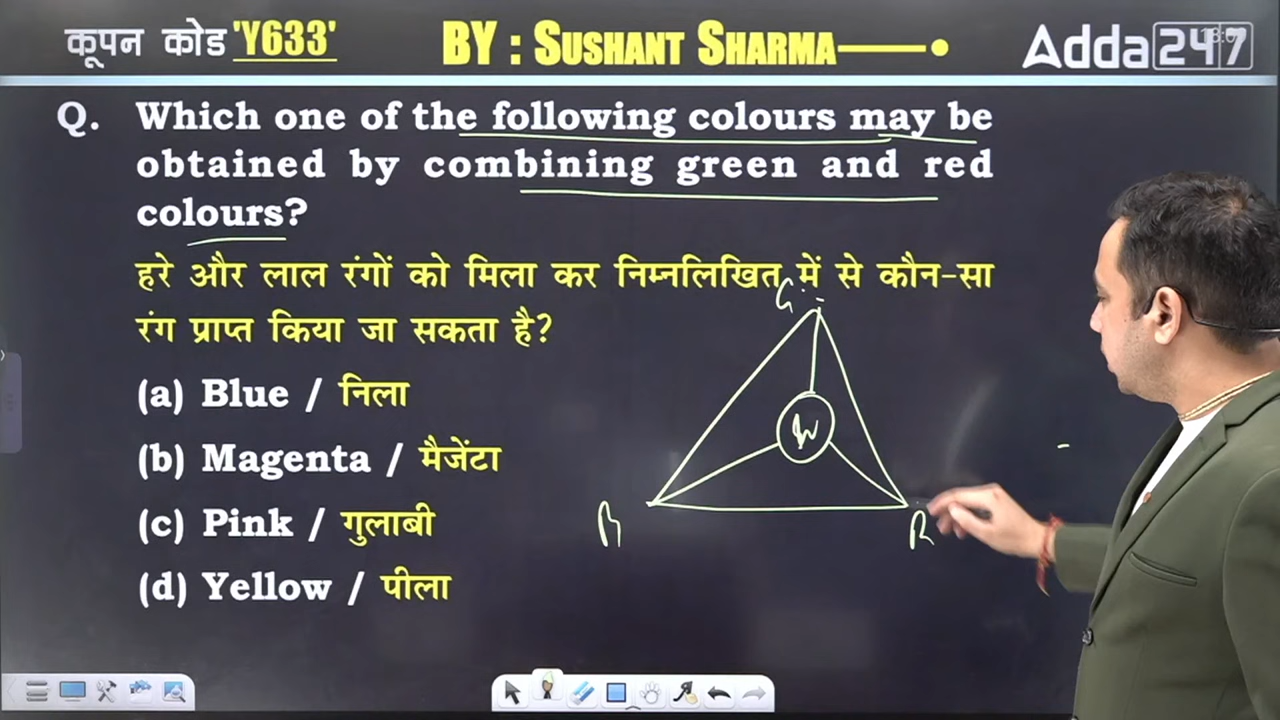 कूपन कोड 'Y633'
BY : SUSHANT SHARMA
Adda247
Q. Which one of the following colours may be
obtained by combining green and red
colours?
हरे और लाल रंगों को मिला कर निम्नलिखित में से कौन-सा
रंग प्राप्त किया जा सकता है?
(a) Blue / निला
(b) Magenta / मैजेंटा
(c) Pink / गुलाबी
(d) Yellow / पीला
G
W
B
R